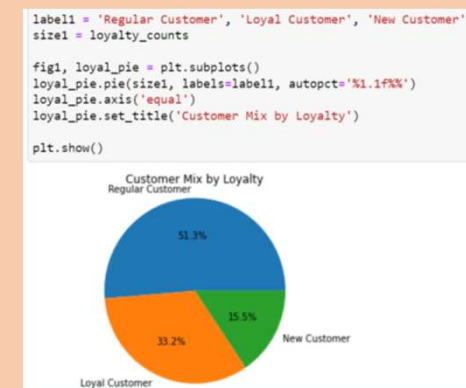 label1 = 'Regular Customer', 'Loyal Customer', 'New Customer'
size1 = loyalty_counts
fig1, loyal_pie = plt.subplots()
loyal_pie.pie(size1, labels=label1, autopct='%1.1f%%')
loyal_pie.axis('equal')
loyal_pie.set_title('Customer Mix by Loyalty')
plt.show()
Customer Mix by Loyalty
Regular Customer
51.3%
15.5%
33.2%
New Customer
Loyal Customer